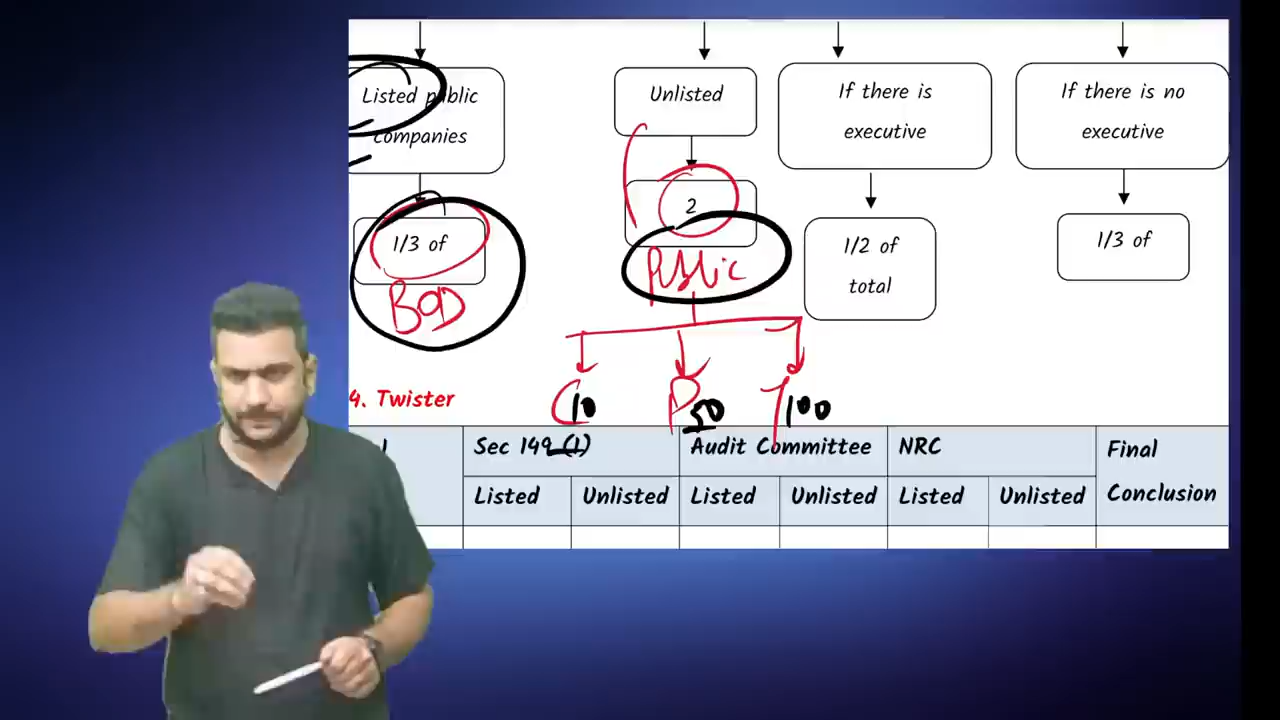 Listed public
companies
Unlisted
If there is
executive
If there is no
executive
1/3 of
BOD
2
Public
1/2 of
total
1/3 of
C 10
P 50
T 100
4. Twister
Sec 149 (1)
Audit Committee
NRC
Final
Conclusion
Listed
Unlisted
Listed
Unlisted
Listed
Unlisted